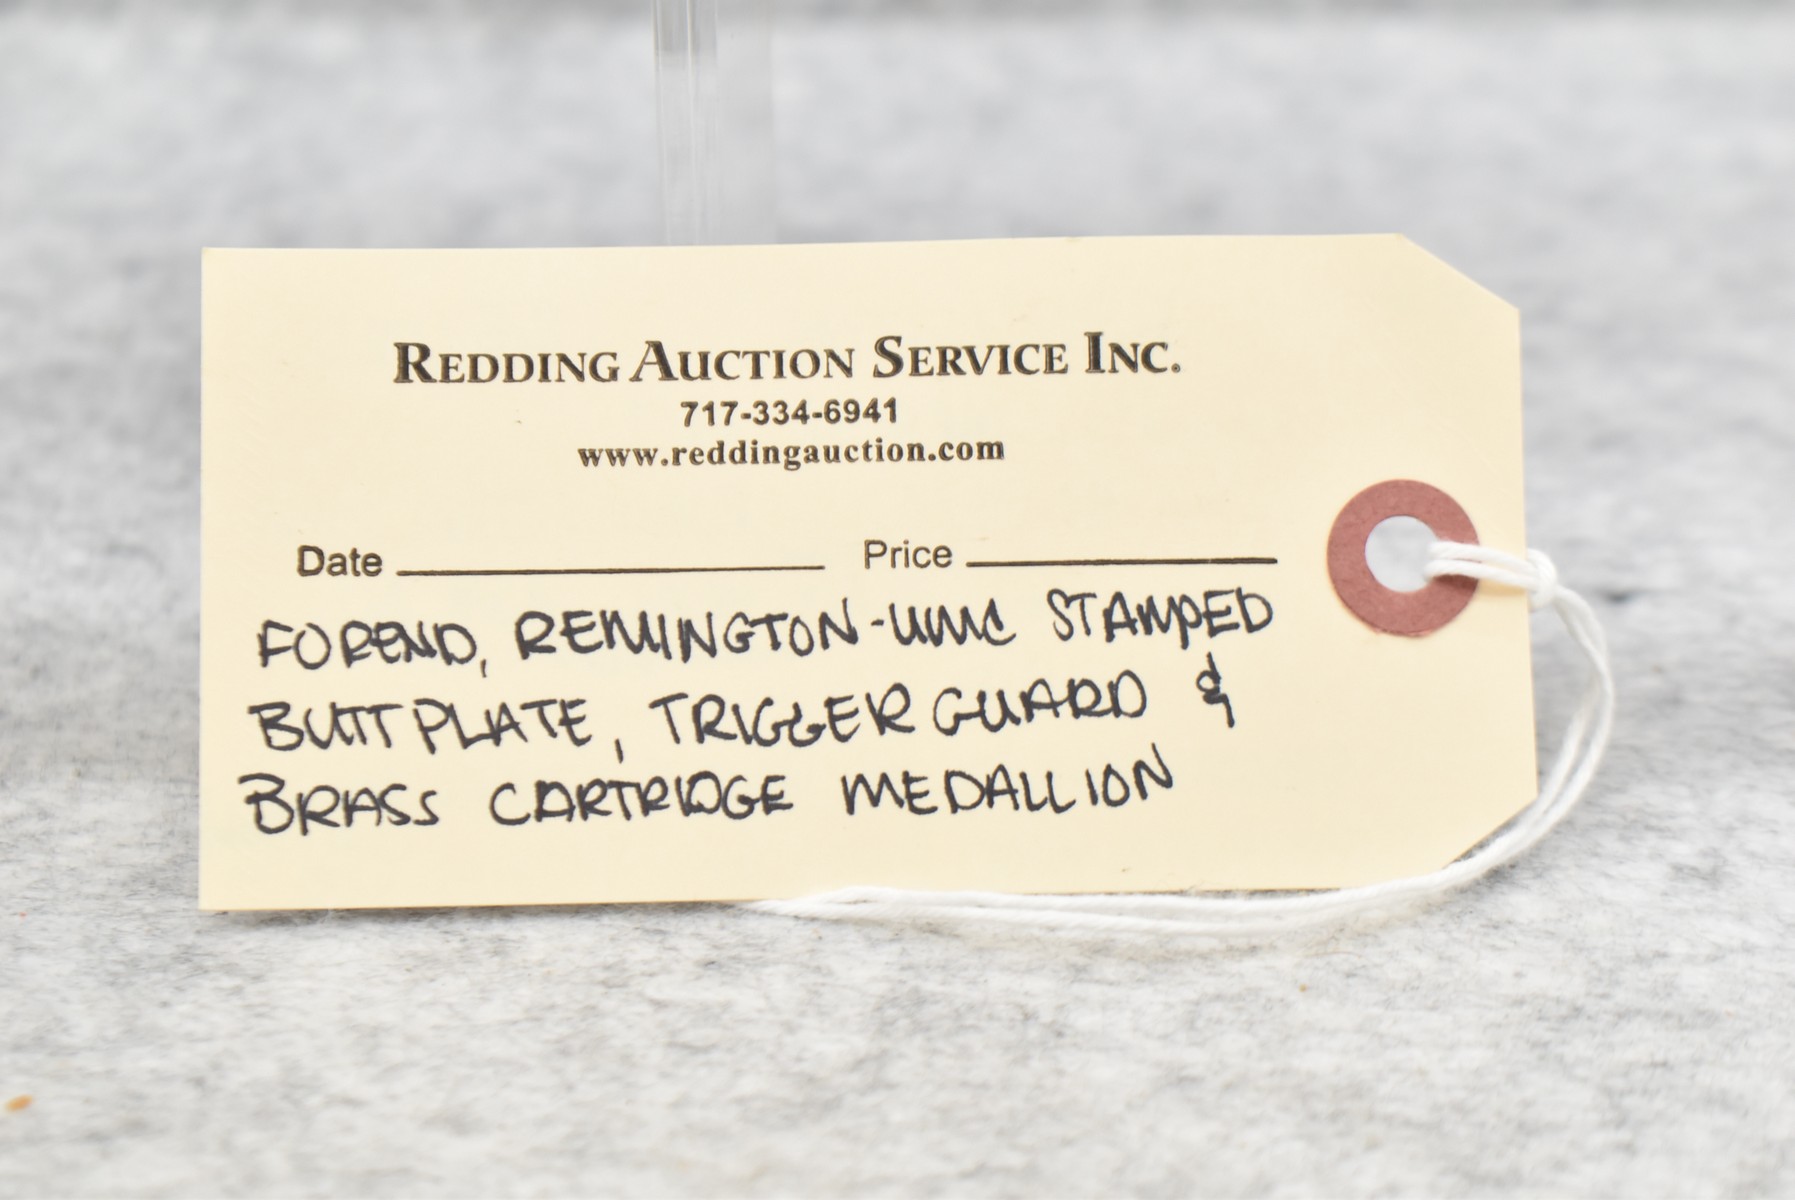 REDDING AUCTION SERVICE INC.
717-334-6941
www.reddingauction.com
Date Price
FOREND, REMINGTON-UMC STAMPED
BUTTPLATE, TRIGGER GUARD &
BRASS CARTRIDGE MEDALLION